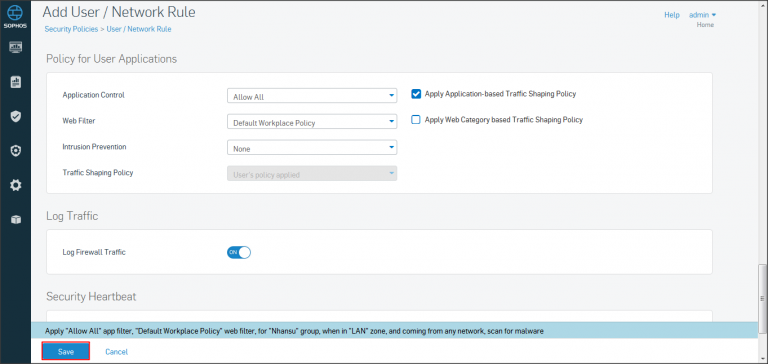 SOPHOS
Add User / Network Rule
Security Policies > User / Network Rule
Help admin
Home
Policy for User Applications
Application Control Allow All Apply Application-based Traffic Shaping Policy
Web Filter Default Workplace Policy Apply Web Category based Traffic Shaping Policy
Intrusion Prevention None
Traffic Shaping Policy User's policy applied
Log Traffic
Log Firewall Traffic ON
Security Heartbeat
Apply "Allow All" app filter, "Default Workplace Policy" web filter, for "Nhansu" group, when in "LAN" zone, and coming from any network, scan for malware
Save Cancel